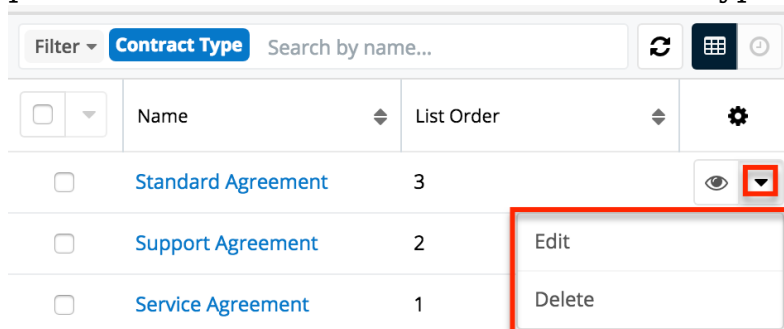 Filter Contract Type Search by name...
Name List Order
Standard Agreement 3
Support Agreement 2 Edit
Service Agreement 1 Delete